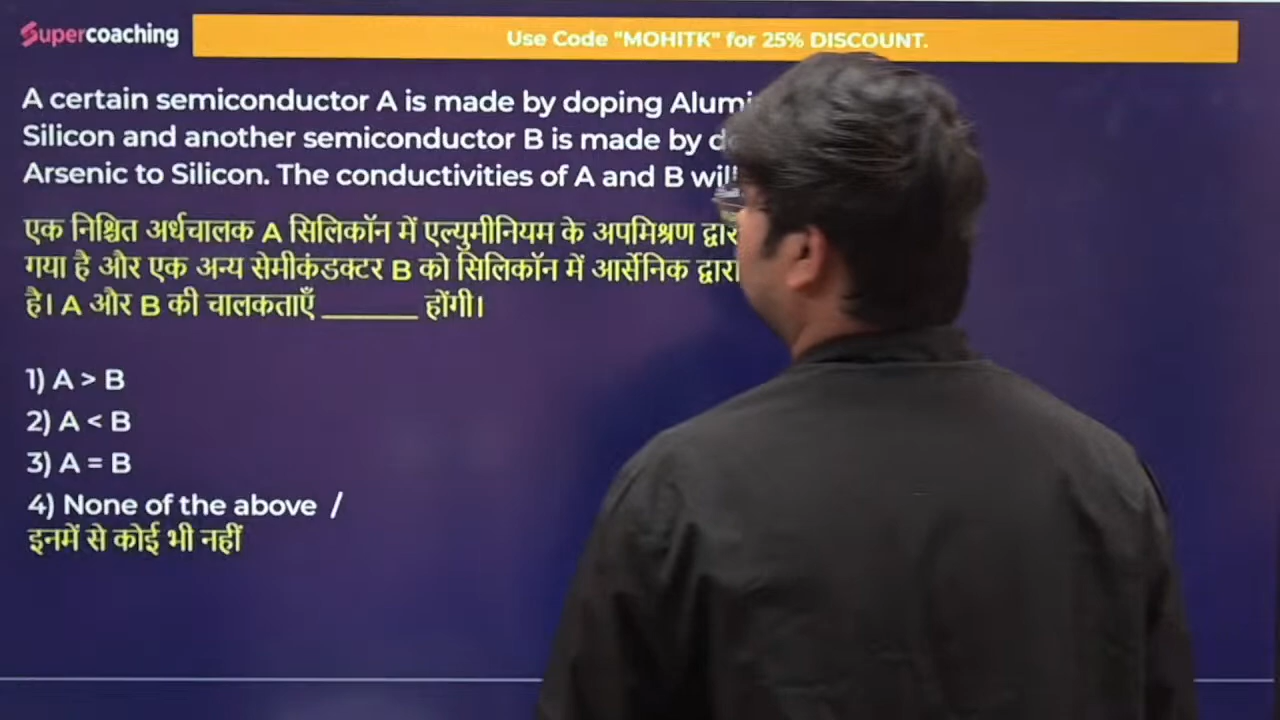 Supercoaching
Use Code "MOHITK" for 25% DISCOUNT.
A certain semiconductor A is made by doping
Silicon and another semiconductor B is made by
Arsenic to Silicon. The conductivities of A and B will
एक निश्चित अर्धचालक A सिलिकॉन में एल्युमीनियम के अपमिश्रण
गया है और एक अन्य सेमीकंडक्टर B को सिलिकॉन में आर्सेनिक द्वारा
है। A और B की चालकताएँ ______ होंगी।
1) A > B
2) A < B
3) A = B
4) None of the above /
इनमें से कोई भी नहीं